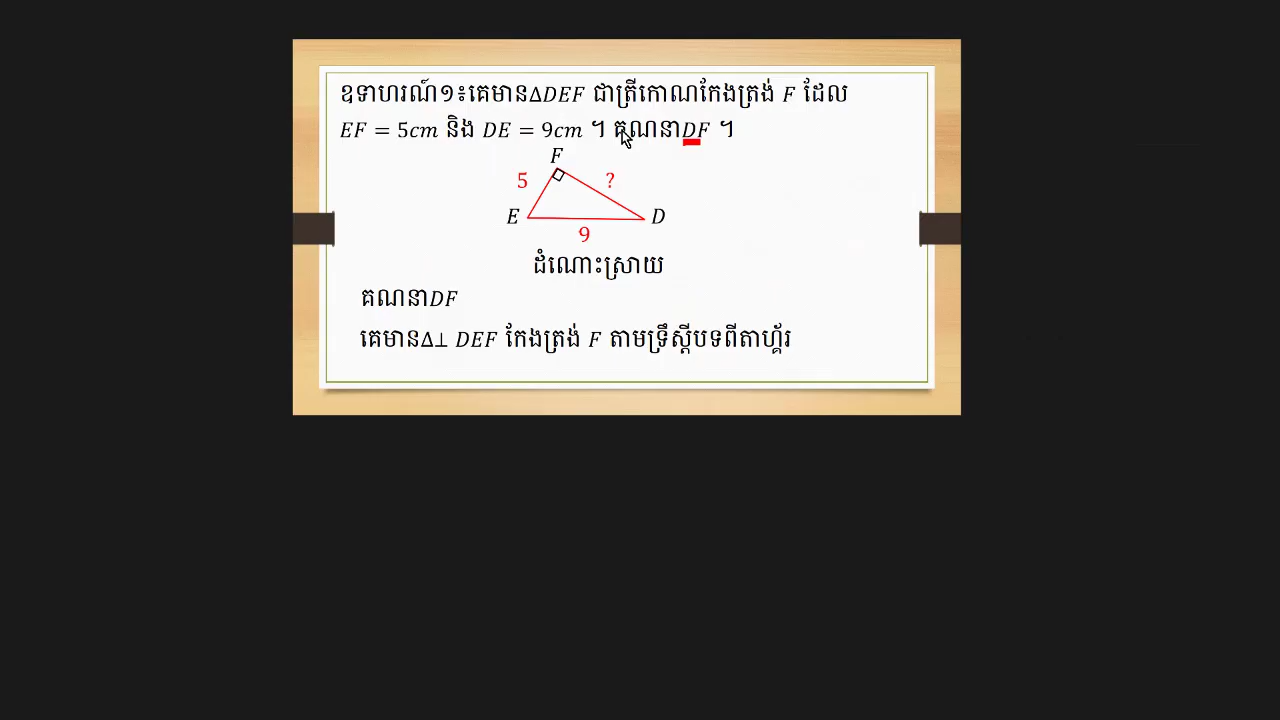 ឧទាហរណ៍១៖គេមានΔDEF ជាត្រីកោណកែងត្រង់ F ដែល
EF = 5cm និង DE = 9cm ។ គណនាDF ។
F
5 ?
E D
9
ដំណោះស្រាយ
គណនាDF
គេមានΔ⊥ DEF កែងត្រង់ F តាមទ្រឹស្តីបទពីតាហ្គ័រ